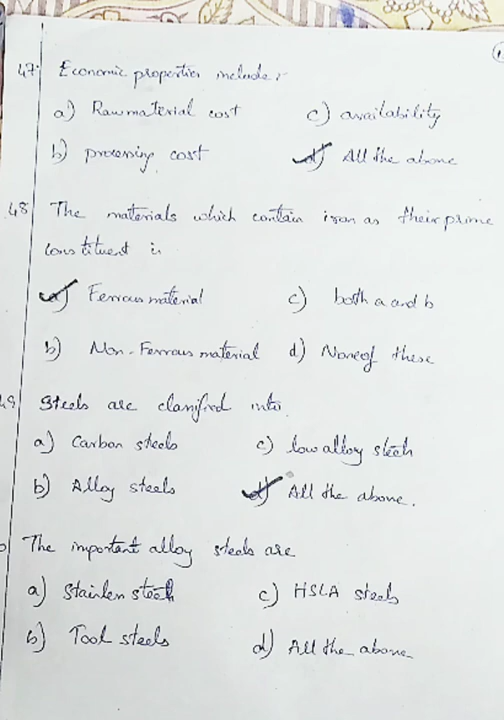 47. Economic properties include :-
a) Rawmaterial cost c) availability
b) processing cost d) All the above
48 The materials which contain iron as their prime
constituent is
a) Ferrous material c) both a and b
b) Non-Ferrous material d) None of these
49 Steels are classified into.
a) Carbon steels c) low alloy steels
b) Alloy steels d) All the above.
The important alloy steels are
a) Stainless steel c) HSLA steels
b) Tool steels d) All the above